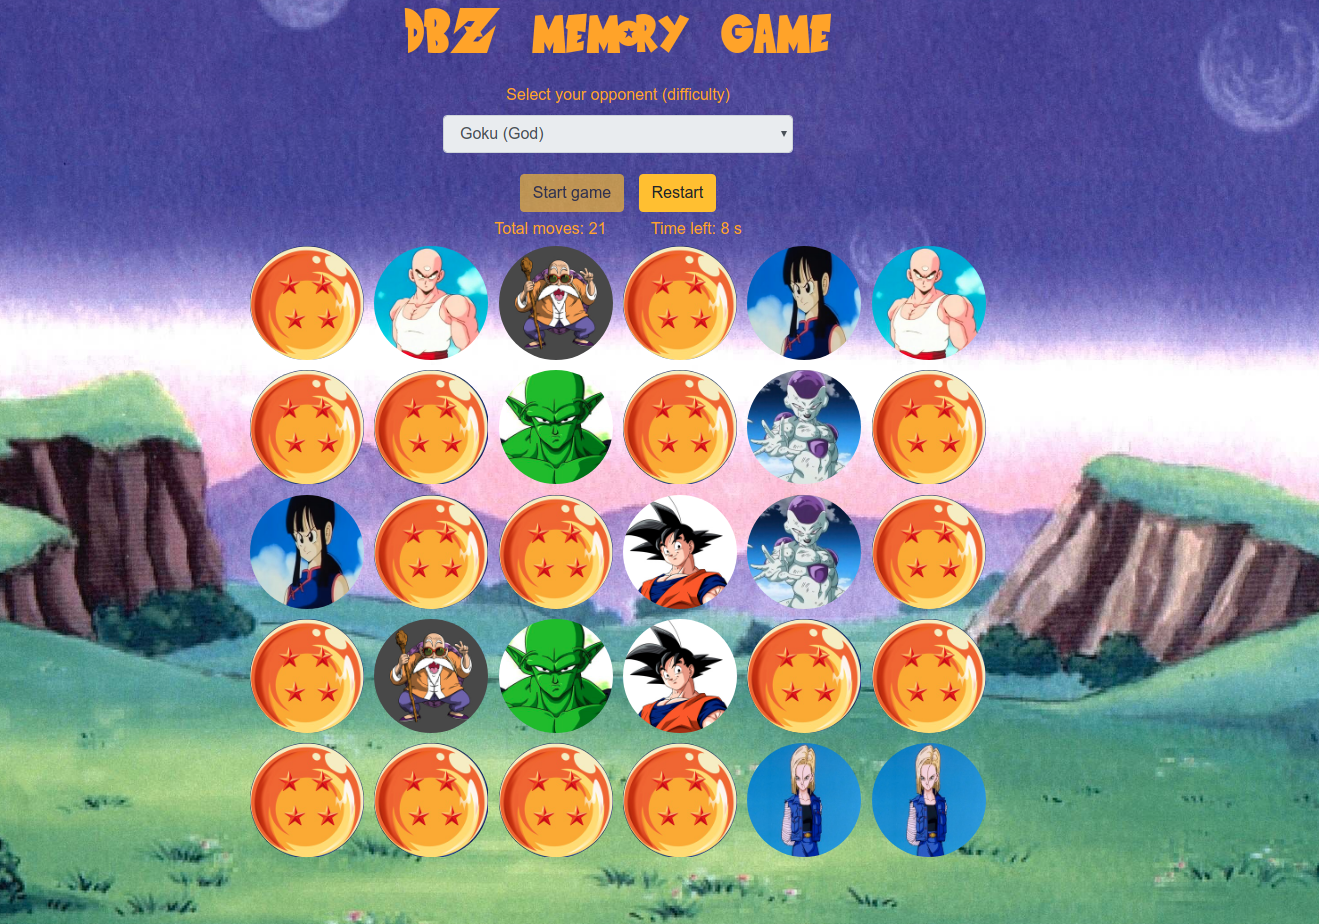 DBZ MEMORY GAME
Select your opponent (difficulty)
Goku (God)
Start game Restart
Total moves: 21 Time left: 8 s